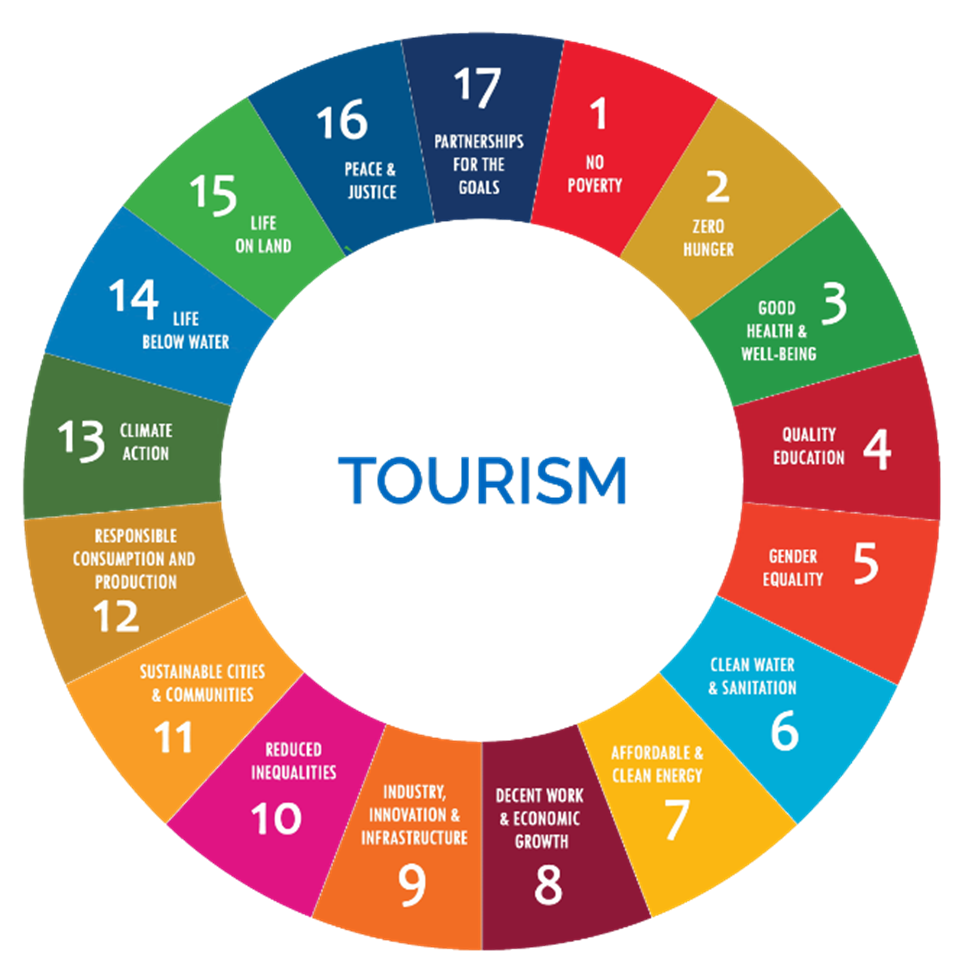 17
PARTNERSHIPS
FOR THE
GOALS
1
NO
POVERTY
2
ZERO
HUNGER
3
GOOD
HEALTH &
WELL-BEING
QUALITY
EDUCATION
4
GENDER
EQUALITY
5
CLEAN WATER
& SANITATION
6
AFFORDABLE &
CLEAN ENERGY
7
DECENT WORK
& ECONOMIC
GROWTH
8
INDUSTRY,
INNOVATION &
INFRASTRUCTURE
9
REDUCED
INEQUALITIES
10
SUSTAINABLE CITIES
& COMMUNITIES
11
RESPONSIBLE
CONSUMPTION AND
PRODUCTION
12
13
CLIMATE
ACTION
14
LIFE
BELOW WATER
15
LIFE
ON LAND
16
PEACE &
JUSTICE
TOURISM